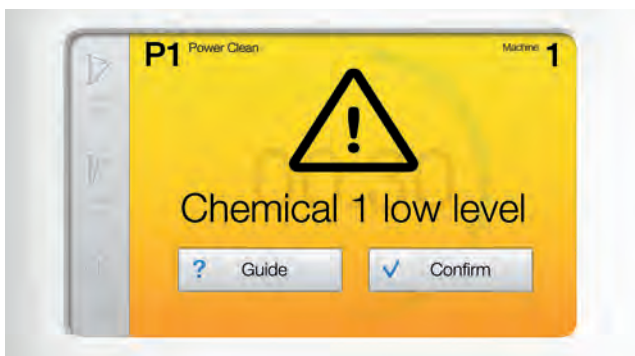 P1 Power Clean Machine 1
!
Chemical 1 low level
? Guide ✓ Confirm